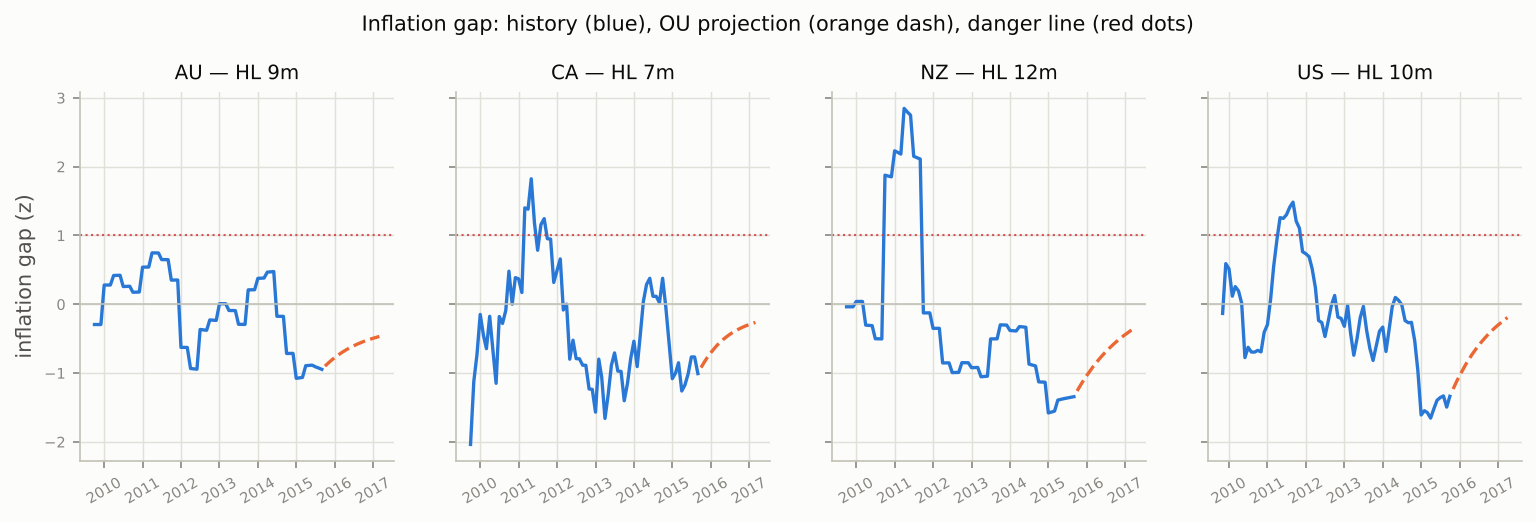 Inflation gap: history (blue), OU projection (orange dash), danger line (red dots)
AU — HL 9m
CA — HL 7m
NZ — HL 12m
US — HL 10m
inflation gap (z)
3
2
1
0
−1
−2
2010 2011 2012 2013 2014 2015 2016 2017
2010 2011 2012 2013 2014 2015 2016 2017
2010 2011 2012 2013 2014 2015 2016 2017
2010 2011 2012 2013 2014 2015 2016 2017